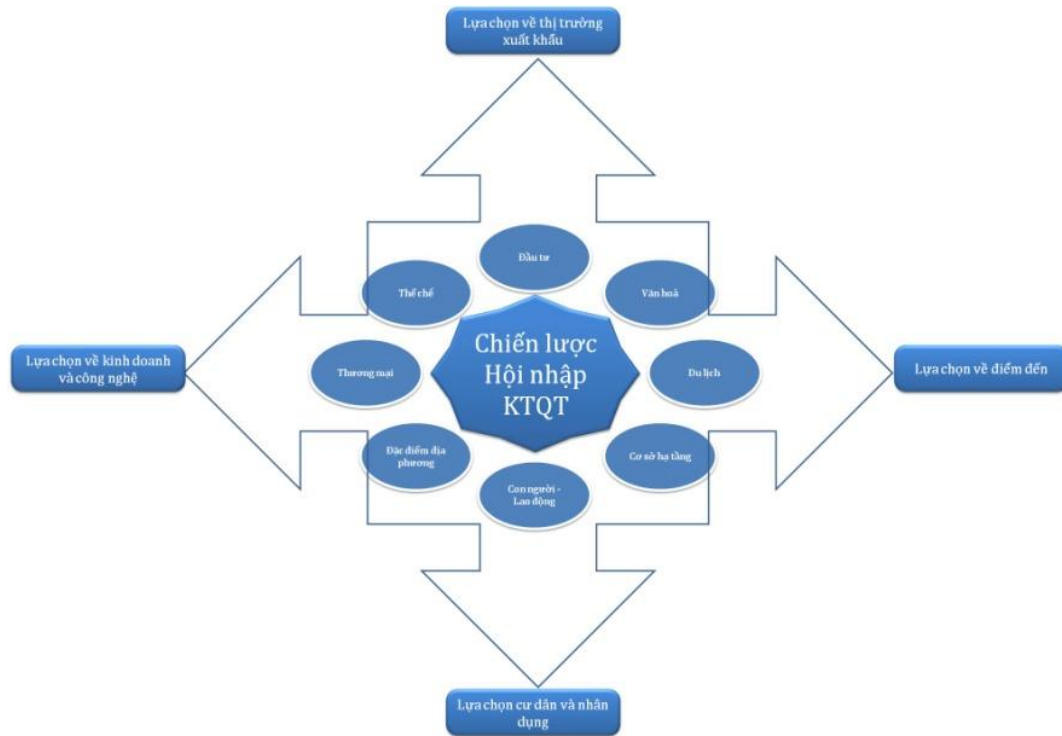 Lựa chọn về thị trường
xuất khẩu
Đầu tư
Thể chế
Văn hoá
Chiến lược
Hội nhập
KTQT
Lựa chọn về kinh doanh
và công nghệ
Thương mại
Du lịch
Lựa chọn về điểm đến
Đặc điểm địa
phương
Cơ sở hạ tầng
Con người -
Lao động
Lựa chọn cư dân và nhân
dụng